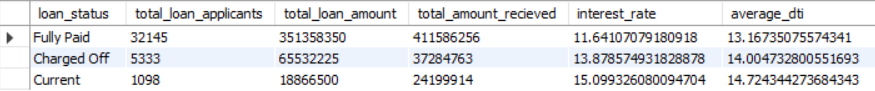 loan_status total_loan_applicants total_loan_amount total_amount_recieved interest_rate average_dti
Fully Paid 32145 351358350 411586256 11.64107079180918 13.16735075574341
Charged Off 5333 65532225 37284763 13.878574931828878 14.004732800551693
Current 1098 18866500 24199914 15.099326080094704 14.724344273684343